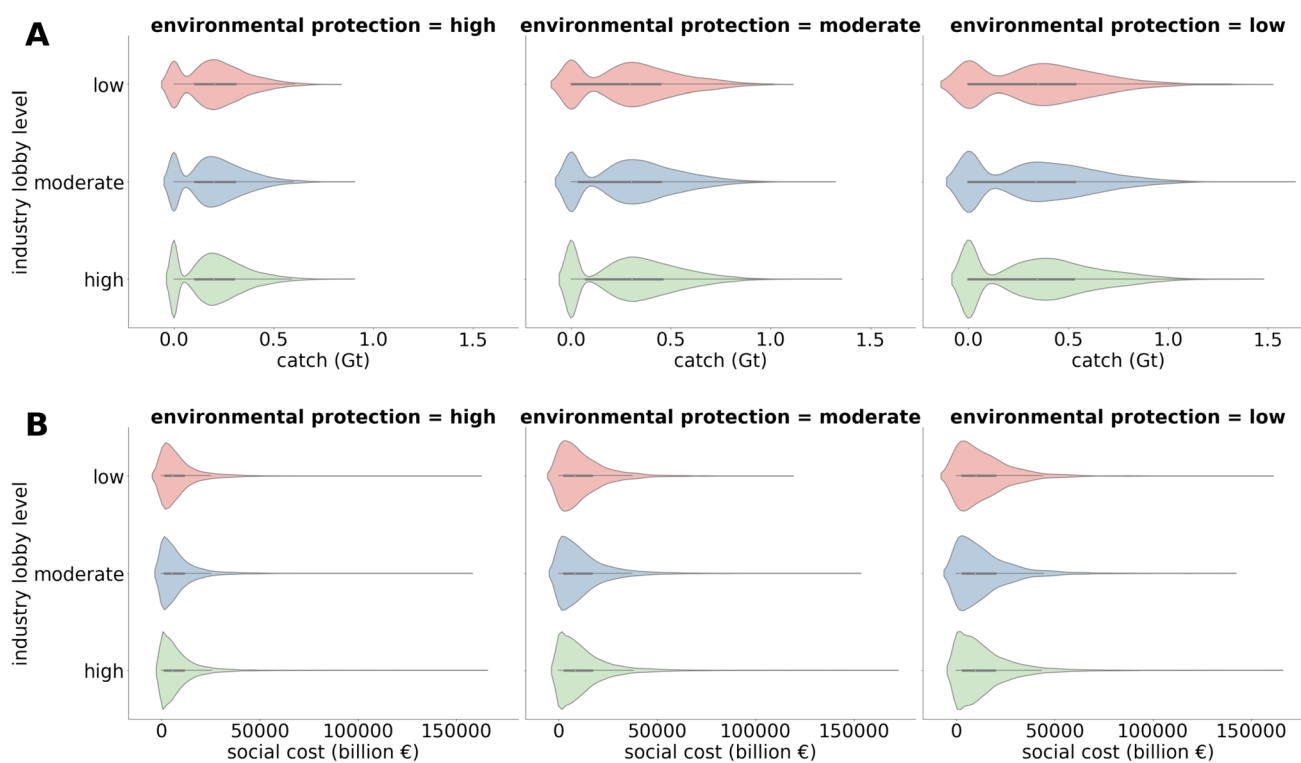 A
environmental protection = high
environmental protection = moderate
environmental protection = low
industry lobby level
low
moderate
high
0.0 0.5 1.0 1.5
0.0 0.5 1.0 1.5
0.0 0.5 1.0 1.5
catch (Gt)
catch (Gt)
catch (Gt)
B
environmental protection = high
environmental protection = moderate
environmental protection = low
industry lobby level
low
moderate
high
0 50000 100000 150000
0 50000 100000 150000
0 50000 100000 150000
social cost (billion €)
social cost (billion €)
social cost (billion €)